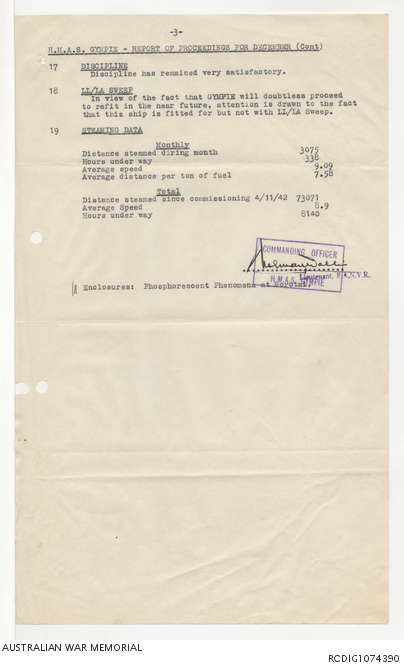 -3-
H.M.A.S. GYMPIE - REPORT OF PROCEEDINGS FOR DECEMBER (Cont)
17 DISCIPLINE
Discipline has remained very satisfactory.
18 LL/LA SWEEP
In view of the fact that GYMPIE will doubtless proceed
to refit in the near future, attention is drawn to the fact
that this ship is fitted for but not with LL/LA Sweep.
19 STEAMING DATA
Monthly
Distance steamed during month 3075
Hours under way 338
Average speed 9.09
Average distance per ton of fuel 7.58
Total
Distance steamed since commissioning 4/11/42 73071
Average Speed 8.9
Hours under way 8140
COMMANDING OFFICER
Lieutenant, R.A.N.V.R.
H.M.A.S. GYMPIE
Enclosures: Phosphorescent Phenomena at Morotai.
AUSTRALIAN WAR MEMORIAL
RCDIG1074390